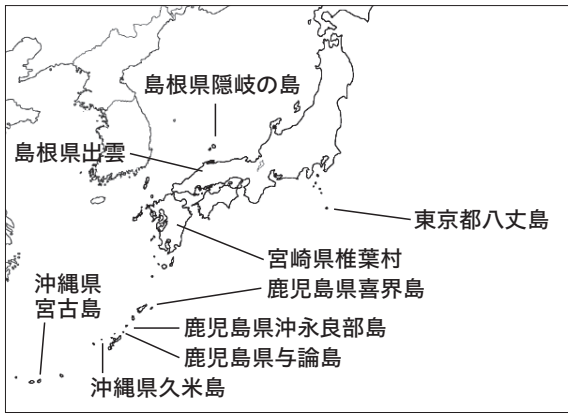 島根県隠岐の島
島根県出雲
東京都八丈島
宮崎県椎葉村
鹿児島県喜界島
沖縄県
宮古島
鹿児島県沖永良部島
鹿児島県与論島
沖縄県久米島